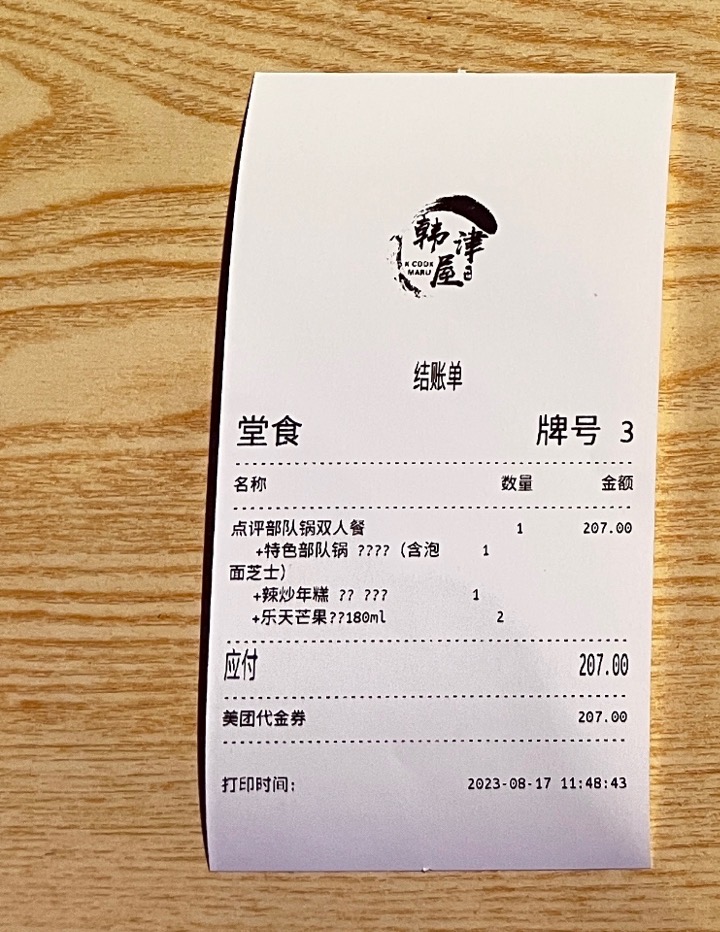 韩津
屋
K COOK
MARU
结账单
堂食 牌号 3
名称 数量 金额
点评部队锅双人餐 1 207.00
+特色部队锅 ???? (含泡 1
面芝士)
+辣炒年糕 ?? ??? 1
+乐天芒果??180ml 2
应付 207.00
美团代金券 207.00
打印时间: 2023-08-17 11:48:43